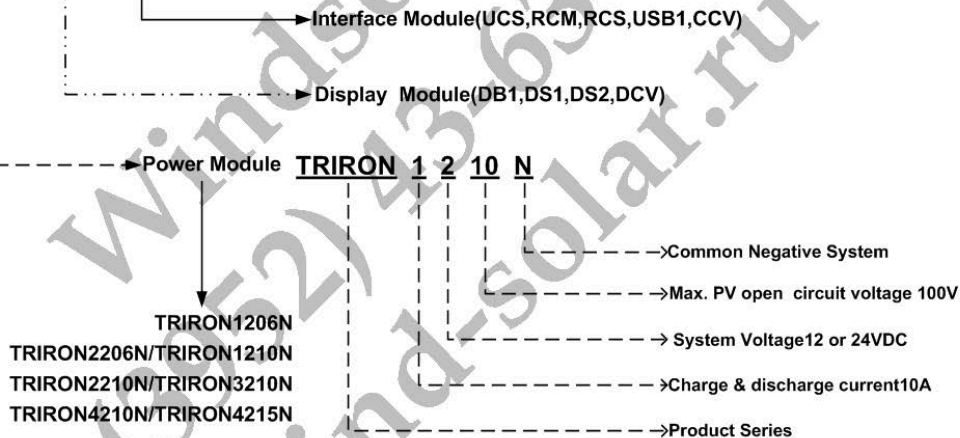 Interface Module(UCS,RCM,RCS,USB1,CCV)
Display Module(DB1,DS1,DS2,DCV)
Power Module TRIRON 1 2 10 N
Common Negative System
Max. PV open circuit voltage 100V
System Voltage12 or 24VDC
Charge & discharge current10A
Product Series
TRIRON1206N
TRIRON2206N/TRIRON1210N
TRIRON2210N/TRIRON3210N
TRIRON4210N/TRIRON4215N